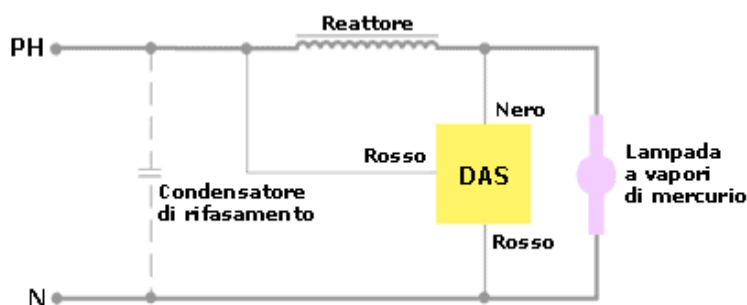 Reattore
PH
Nero
Rosso
DAS
Lampada
a vapori
di mercurio
Condensatore
di rifasamento
Rosso
N